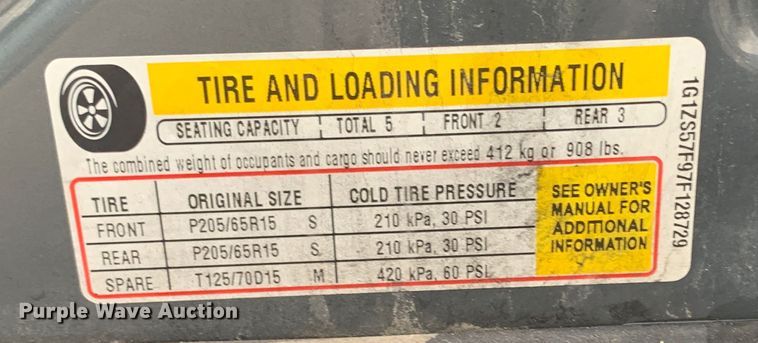 TIRE AND LOADING INFORMATION
SEATING CAPACITY TOTAL 5 FRONT 2 REAR 3
The combined weight of occupants and cargo should never exceed 412 kg or 908 lbs.
TIRE ORIGINAL SIZE COLD TIRE PRESSURE
FRONT P205/65R15 S 210 kPa, 30 PSI
REAR P205/65R15 S 210 kPa, 30 PSI
SPARE T125/70D15 M 420 kPa, 60 PSI
SEE OWNER'S
MANUAL FOR
ADDITIONAL
INFORMATION
1G1ZS57F97F128729
Purple Wave Auction